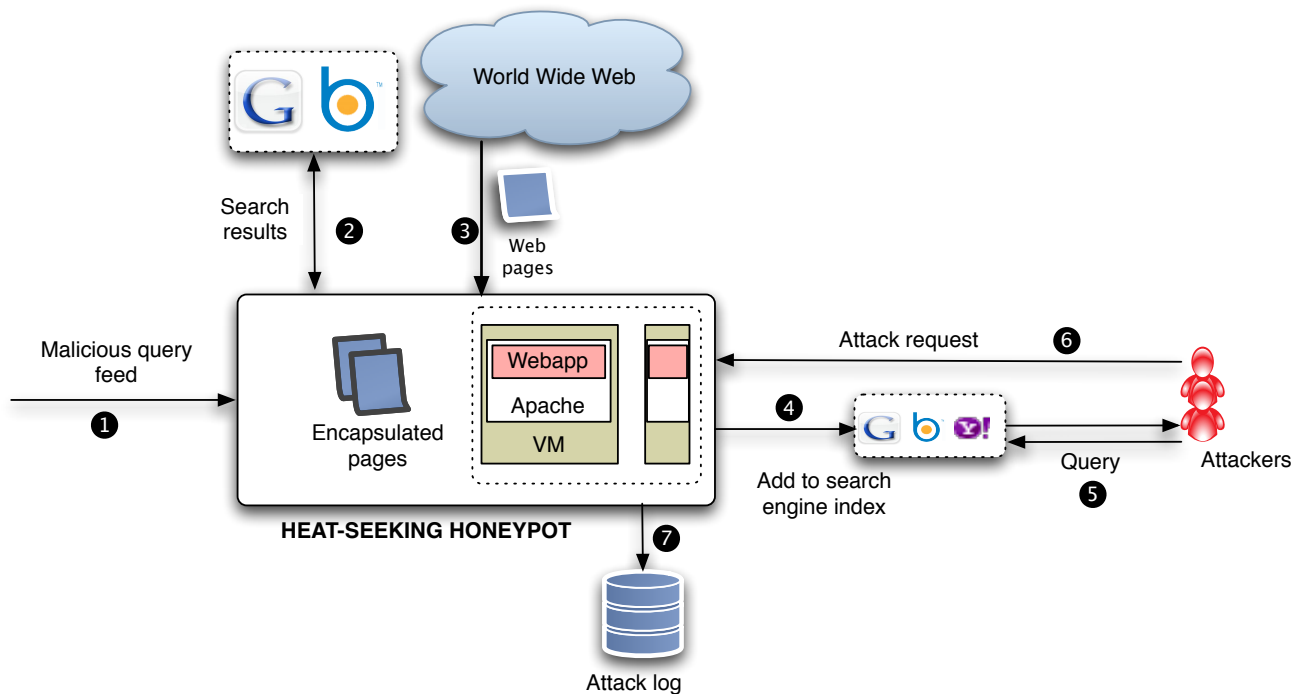 G
b
TM
World Wide Web
Search
results
2
3
Web
pages
Malicious query
feed
1
Encapsulated
pages
Webapp
Apache
VM
Attack request
6
4
G
b
Y!
Add to search
engine index
Query
5
Attackers
HEAT-SEEKING HONEYPOT
7
Attack log